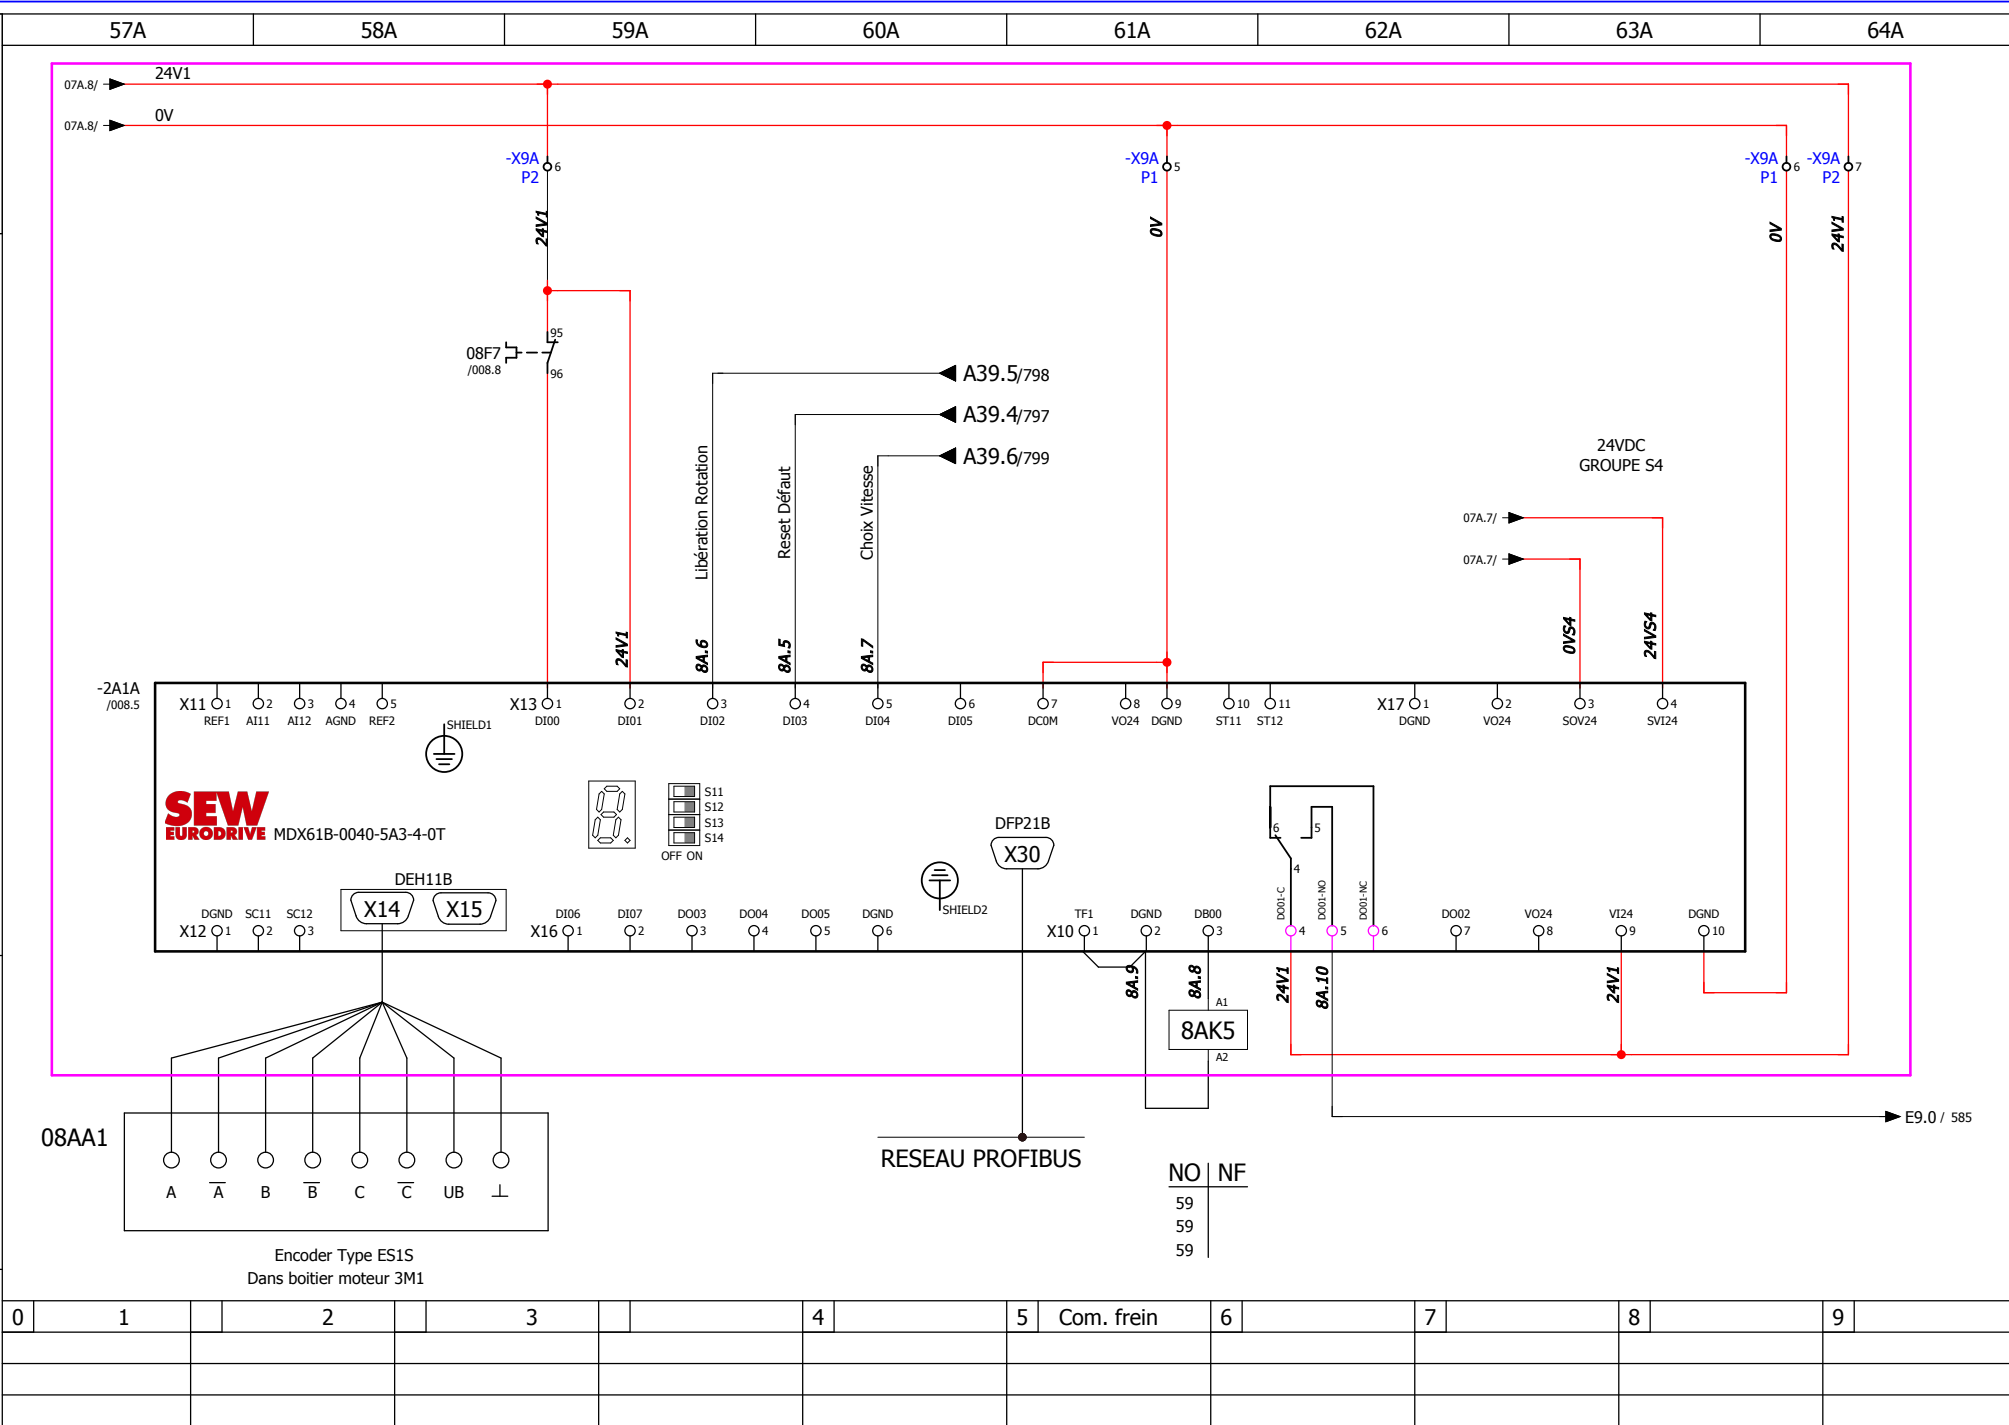 57A 58A 59A 60A 61A 62A 63A 64A
07A.8/ 24V1
07A.8/ 0V
-X9A 6
P2
-X9A 5
P1
-X9A 6
P1
-X9A 7
P2
24V1
0V
0V
24V1
95
08F7
/008.8
96
A39.5/798
A39.4/797
A39.6/799
24VDC
GROUPE S4
07A.7/
07A.7/
Libération Rotation
Reset Défaut
Choix Vitesse
24V1
8A.6
8A.5
8A.7
0VS4
24VS4
-2A1A
/008.5
X11 1 2 3 4 5 X13 1 2 3 4 5 6 7 8 9 10 11 X17 1 2 3 4
REF1 AI11 AI12 AGND REF2 DI00 DI01 DI02 DI03 DI04 DI05 DC0M VO24 DGND ST11 ST12 DGND VO24 SOV24 SVI24
SHIELD1
SEW
EURODRIVE MDX61B-0040-5A3-4-0T
S11
S12
S13
S14
OFF ON
DFP21B
X30
6 5
4
DEH11B
X14 X15
SHIELD2
DO01-C
DO01-NO
DO01-NC
DGND SC11 SC12 DI06 DI07 DO03 DO04 DO05 DGND TF1 DGND DB00 DO02 VO24 VI24 DGND
X12 1 2 3 X16 1 2 3 4 5 6 X10 1 2 3 4 5 6 7 8 9 10
8A.9
8A.8
24V1
8A.10
24V1
A1
8AK5
A2
E9.0 / 585
08AA1
A A B B C C UB ⊥
RESEAU PROFIBUS
NO NF
59
59
59
Encoder Type ES1S
Dans boitier moteur 3M1
0 1 2 3 4 5 Com. frein 6 7 8 9